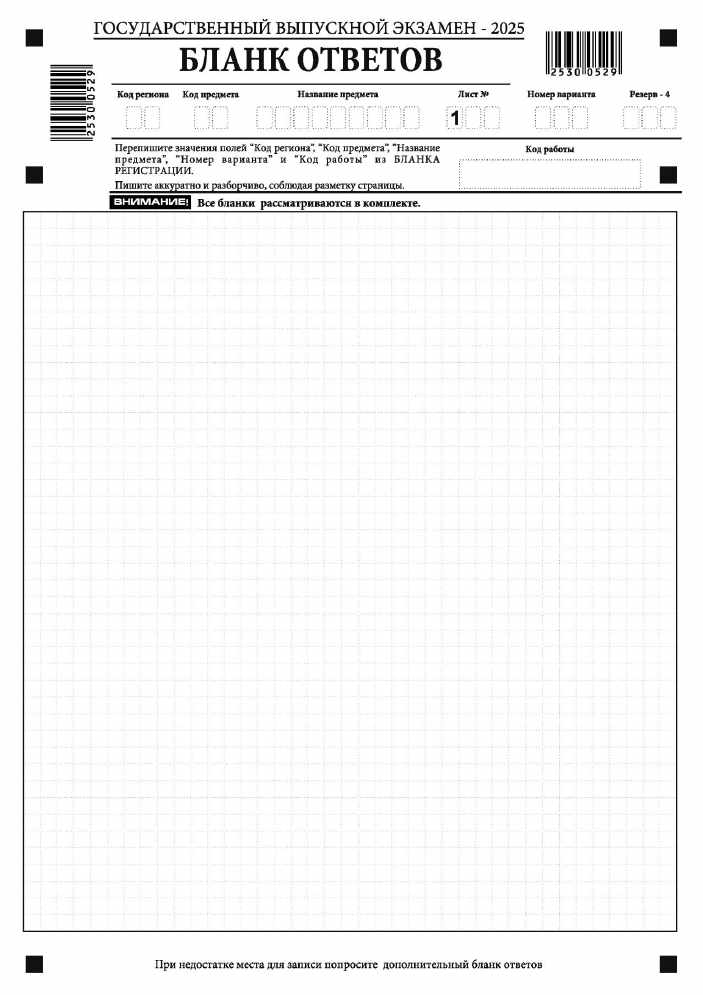 ГОСУДАРСТВЕННЫЙ ВЫПУСКНОЙ ЭКЗАМЕН - 2025
БЛАНК ОТВЕТОВ
2530 0529
2530 0529
Код региона Код предмета Название предмета Лист № Номер варианта Резерв - 4
1
Перепишите значения полей “Код региона”, “Код предмета”, “Название
предмета”, “Номер варианта” и “Код работы” из БЛАНКА
РЕГИСТРАЦИИ.
Пишите аккуратно и разборчиво, соблюдая разметку страницы.
Код работы
ВНИМАНИЕ! Все бланки рассматриваются в комплекте.
При недостатке места для записи попросите дополнительный бланк ответов